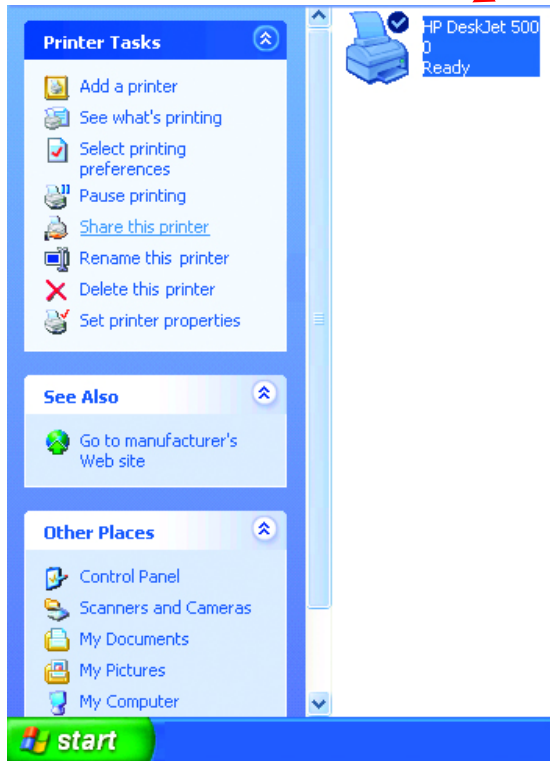 Printer Tasks
Add a printer
See what's printing
Select printing
preferences
Pause printing
Share this printer
Rename this printer
Delete this printer
Set printer properties
See Also
Go to manufacturer's
Web site
Other Places
Control Panel
Scanners and Cameras
My Documents
My Pictures
My Computer
HP DeskJet 500
0
Ready
start